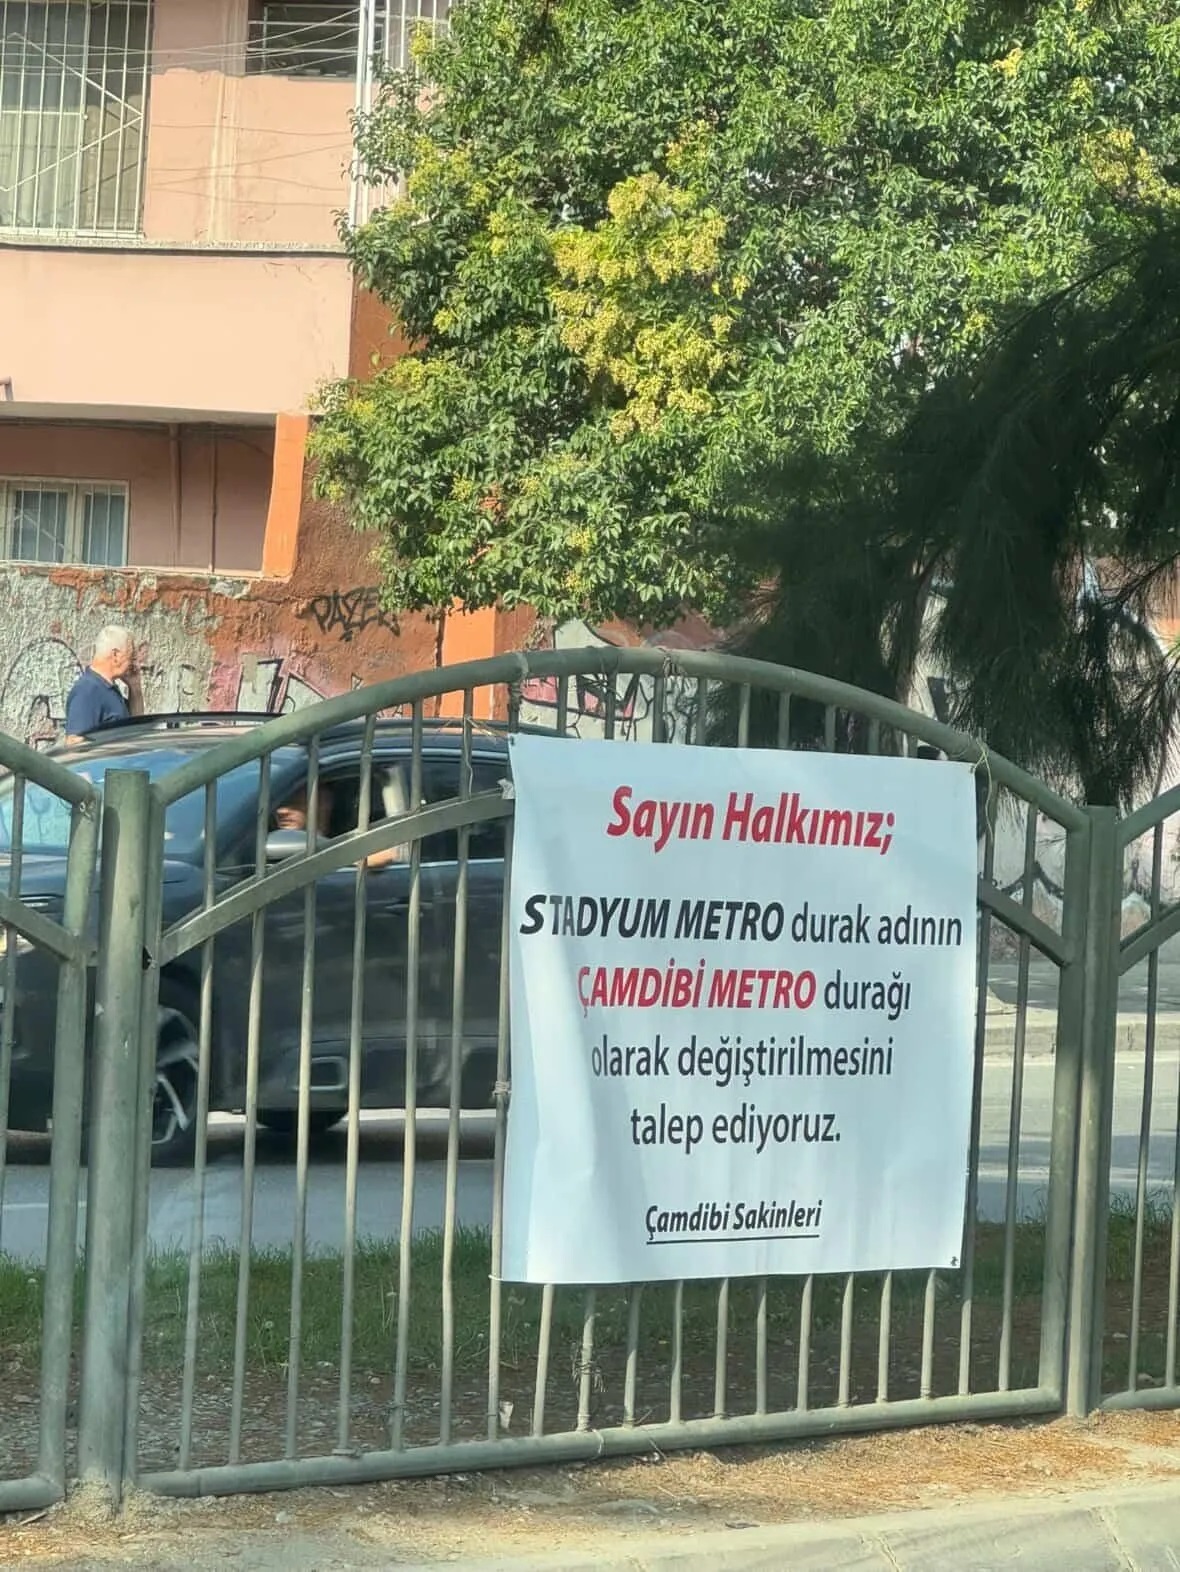 Sayın Halkımız;
STADYUM METRO durak adının
ÇAMDİBİ METRO durağı
olarak değiştirilmesini
talep ediyoruz.
Çamdibi Sakinleri